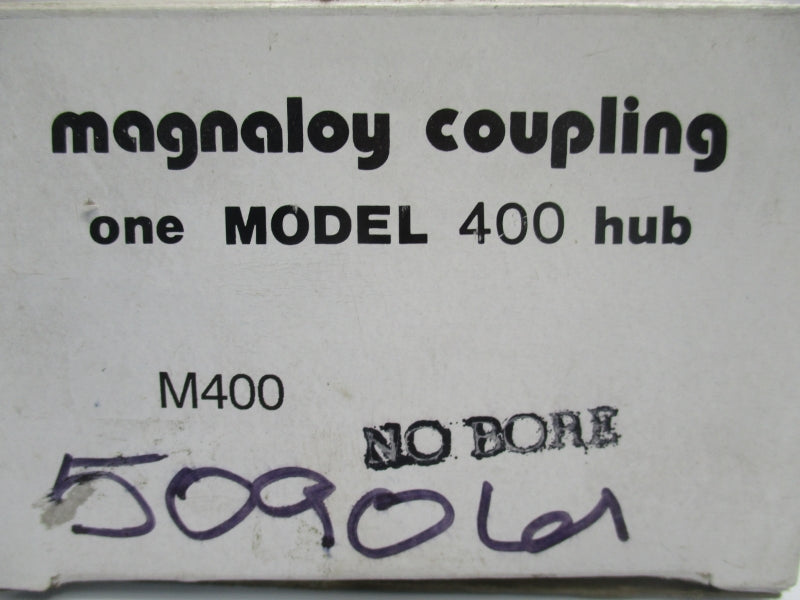 magnaloy coupling
one MODEL 400 hub
M400
NO BORE
509061